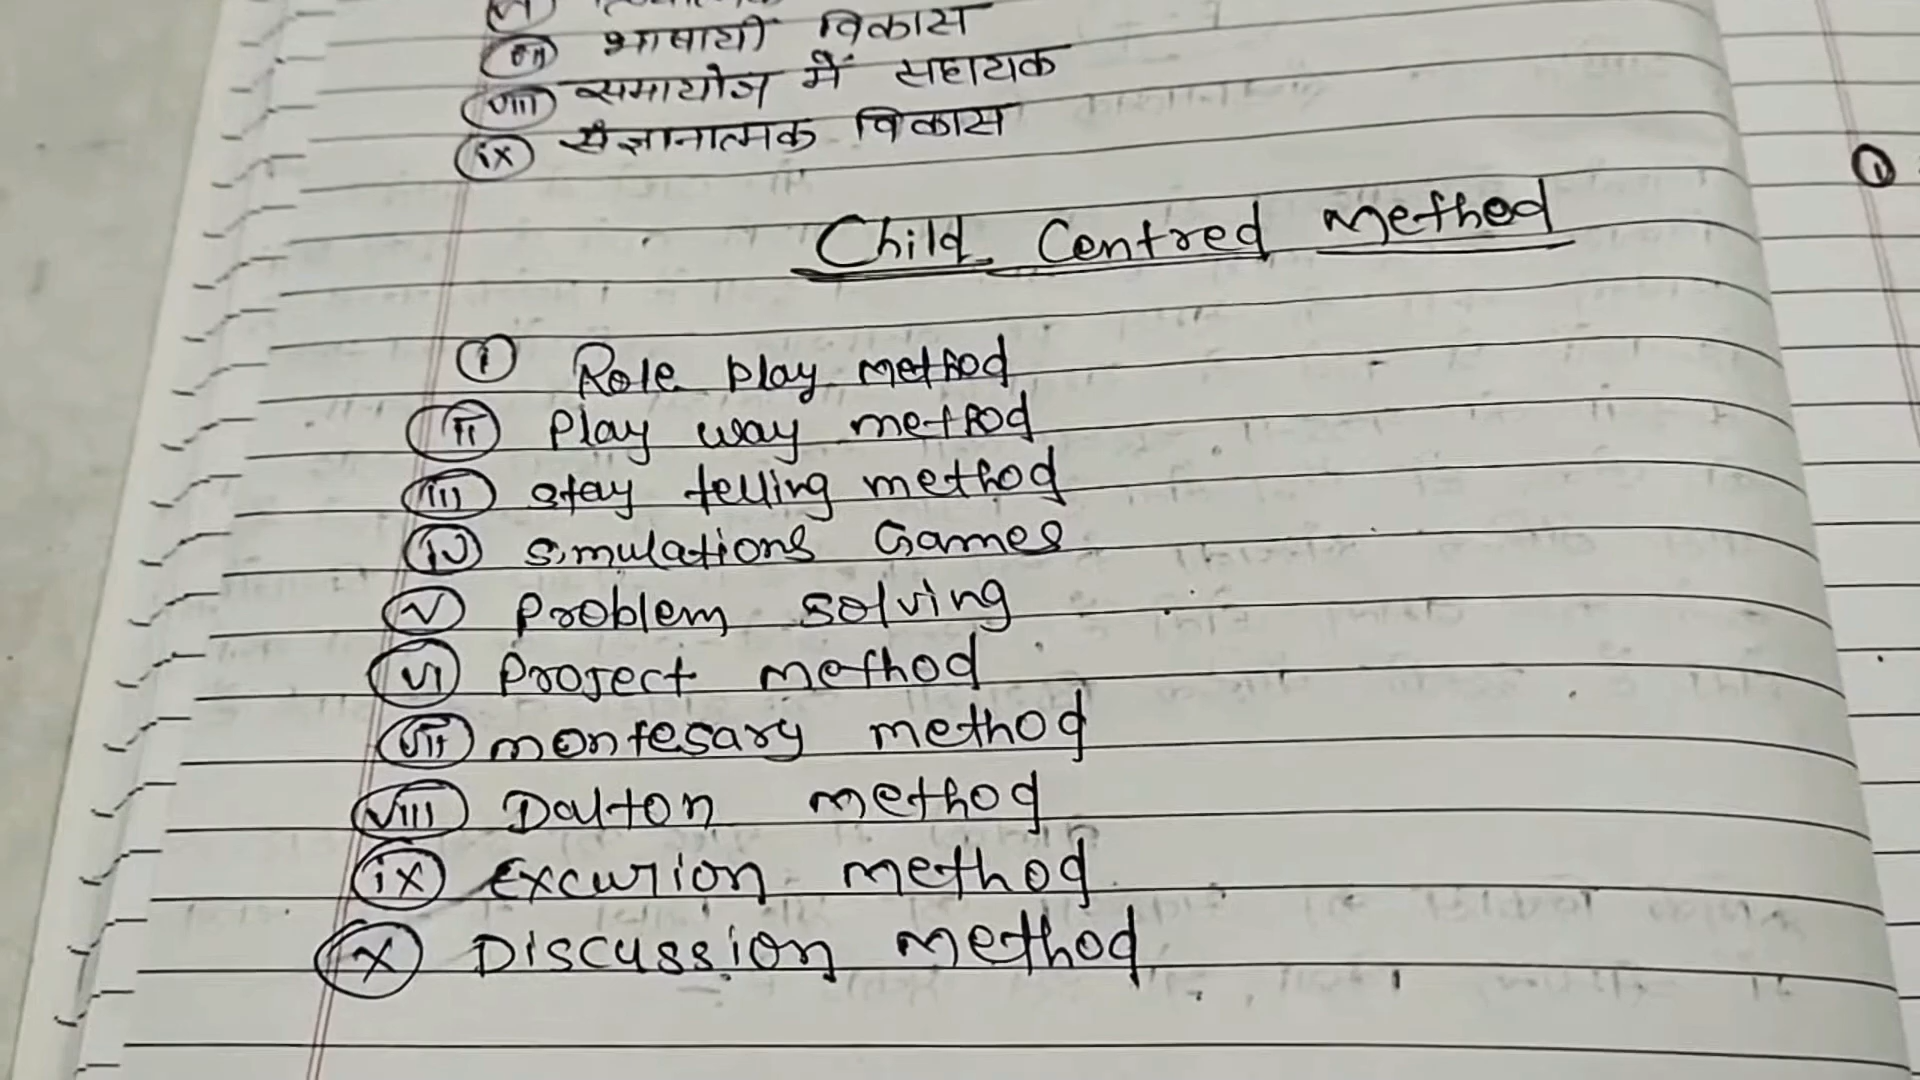 (vii) भाषायी विकास
(viii) समायोज में सहायक
(ix) संज्ञानात्मक विकास
Child Centred Method
(i) Role play method
(ii) Play way method
(iii) stay telling method
(iv) simulations Games
(v) problem solving
(vi) project method
(vii) montesary method
(viii) Dalton method
(ix) Excurion method
(x) Discussion method
(1)